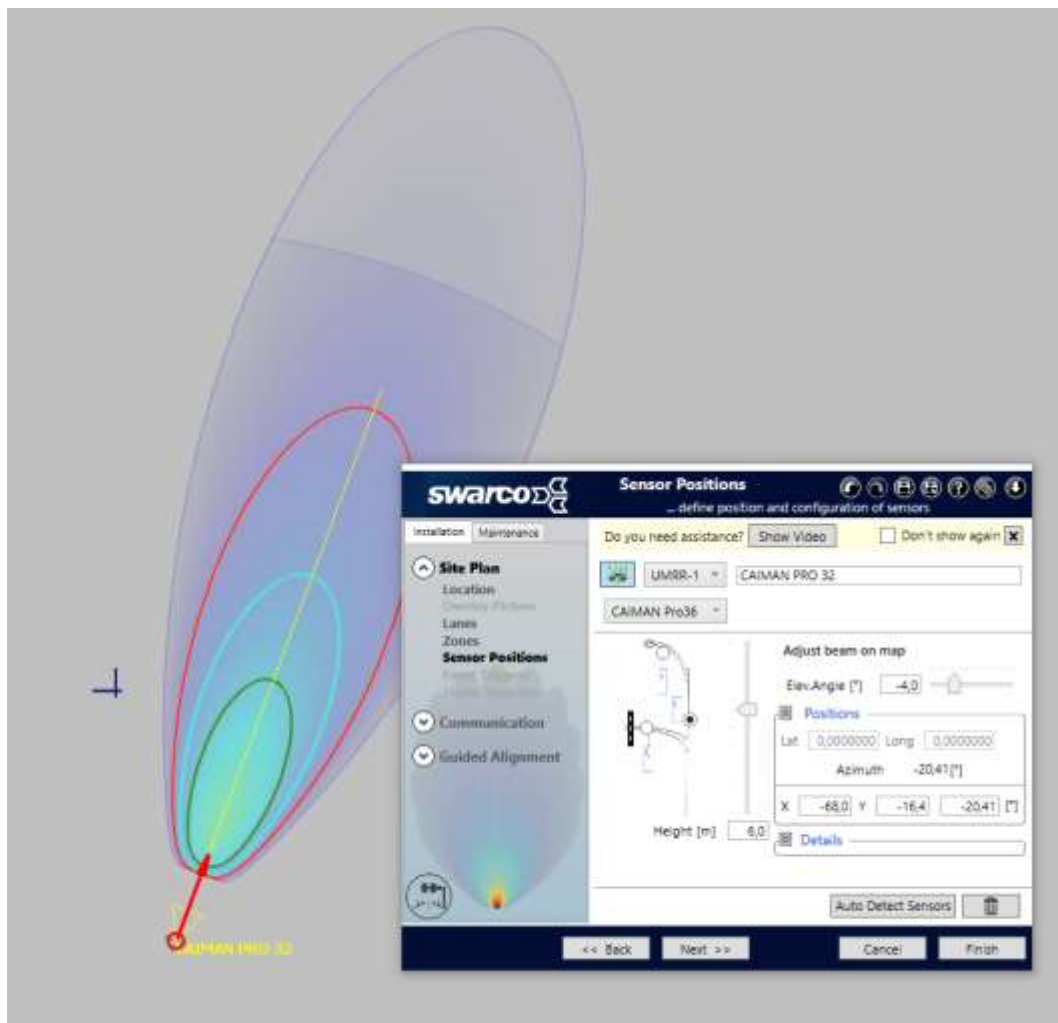 swarco
Sensor Positions
... define position and configuration of sensors
Installation Maintenance
Do you need assistance? Show Video Don't show again
Site Plan
UMRR-1 CAIMAN PRO 32
Location
CAIMAN Pro36
Lanes
Zones
Sensor Positions
Adjust beam on map
Elev.Angle [°] -4,0
Positions
Lat 0,0000000 Long 0,0000000
Communication
Azimuth -20,41[°]
Guided Alignment
X -68,0 Y -16,4 -20,41 [°]
Height [m] 6,0
Details
Auto Detect Sensors
<< Back Next >> Cancel Finish
CAIMAN PRO 32